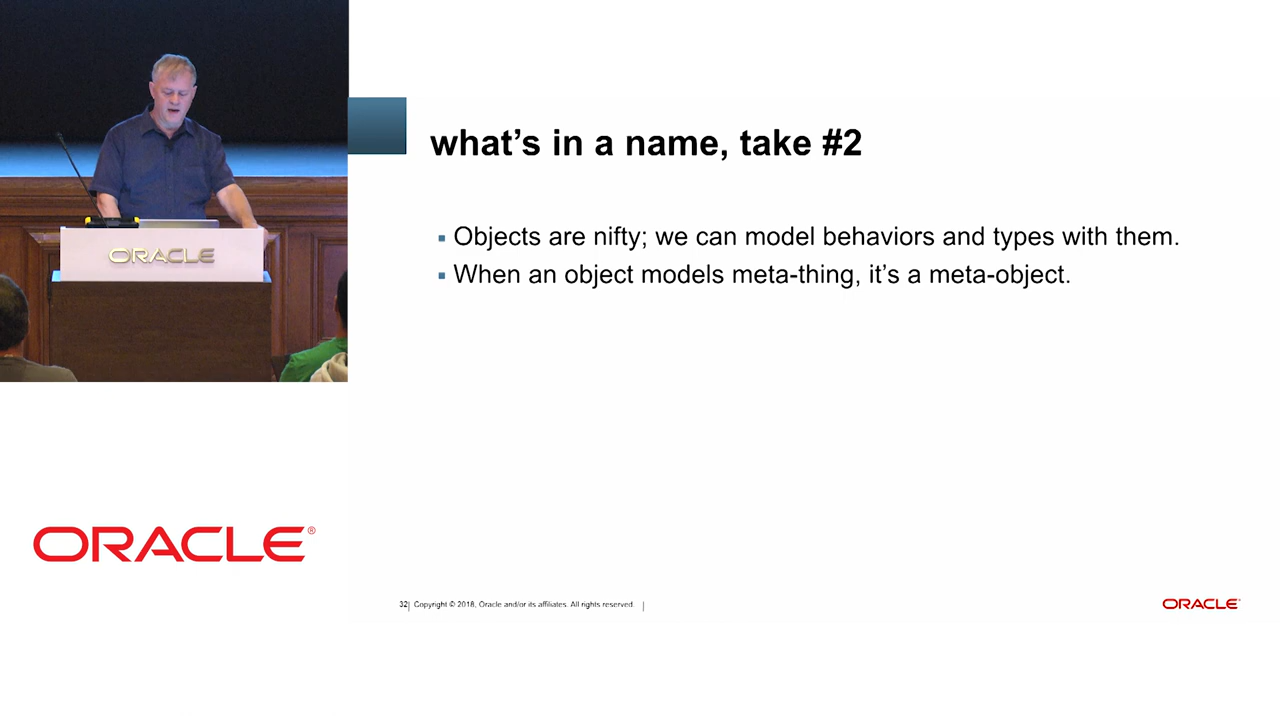 ORACLE
what's in a name, take #2
▪ Objects are nifty; we can model behaviors and types with them.
▪ When an object models meta-thing, it's a meta-object.
ORACLE®
32 | Copyright © 2018, Oracle and/or its affiliates. All rights reserved |
ORACLE®